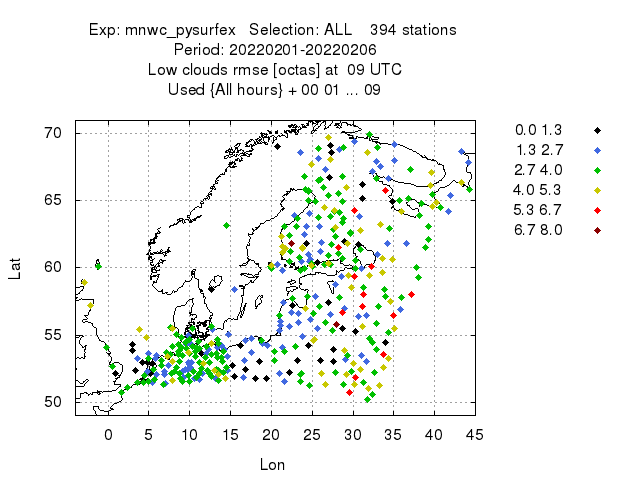 Exp: mnwc_pysurfex Selection: ALL 394 stations
Period: 20220201-20220206
Low clouds rmse [octas] at 09 UTC
Used {All hours} + 00 01 ... 09
70
65
60
55
50
Lat
0 5 10 15 20 25 30 35 40 45
Lon
0.0 1.3
1.3 2.7
2.7 4.0
4.0 5.3
5.3 6.7
6.7 8.0